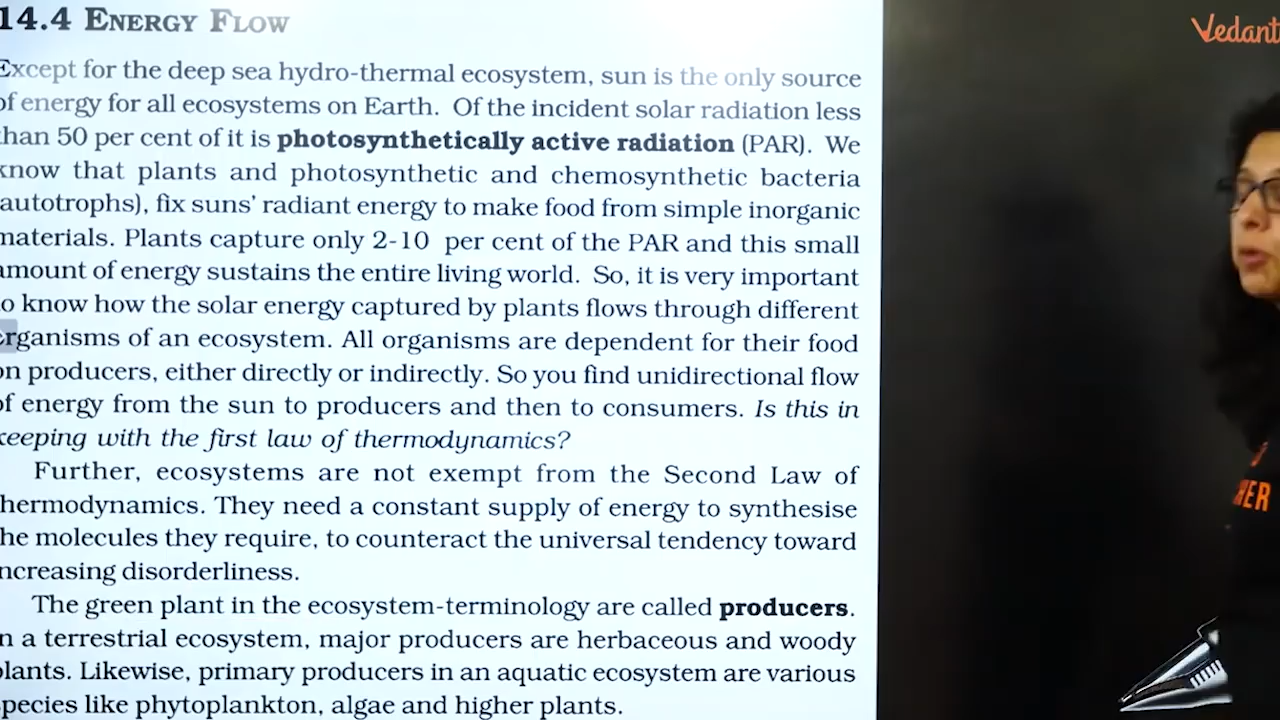 14.4 ENERGY FLOW
Except for the deep sea hydro-thermal ecosystem, sun is the only source
of energy for all ecosystems on Earth. Of the incident solar radiation less
than 50 per cent of it is photosynthetically active radiation (PAR). We
know that plants and photosynthetic and chemosynthetic bacteria
autotrophs), fix suns' radiant energy to make food from simple inorganic
materials. Plants capture only 2-10 per cent of the PAR and this small
amount of energy sustains the entire living world. So, it is very important
to know how the solar energy captured by plants flows through different
organisms of an ecosystem. All organisms are dependent for their food
on producers, either directly or indirectly. So you find unidirectional flow
of energy from the sun to producers and then to consumers. Is this in
keeping with the first law of thermodynamics?
Further, ecosystems are not exempt from the Second Law of
hermodynamics. They need a constant supply of energy to synthesise
he molecules they require, to counteract the universal tendency toward
ncreasing disorderliness.
The green plant in the ecosystem-terminology are called producers.
n a terrestrial ecosystem, major producers are herbaceous and woody
plants. Likewise, primary producers in an aquatic ecosystem are various
species like phytoplankton, algae and higher plants.
Vedant
HER